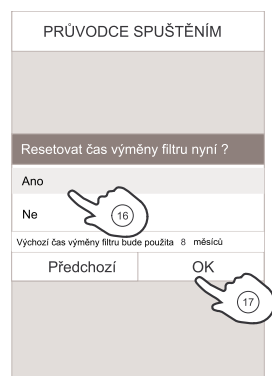 PRŮVODCE SPUŠTĚNÍM
Resetovat čas výměny filtru nyní ?
Ano
Ne
16
Výchozí čas výměny filtru bude použita 8 měsíců
Předchozí OK
17